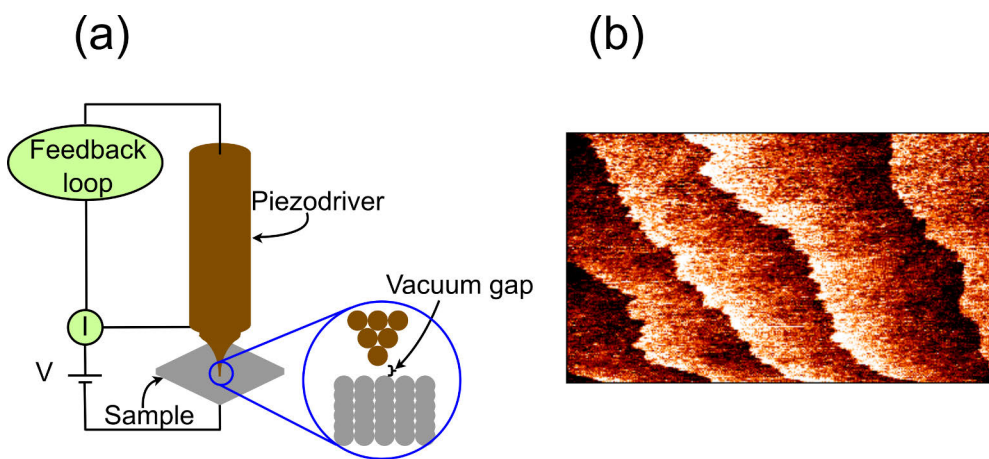 (a)
(b)
Feedback
loop
Piezodriver
Vacuum gap
I
V
Sample